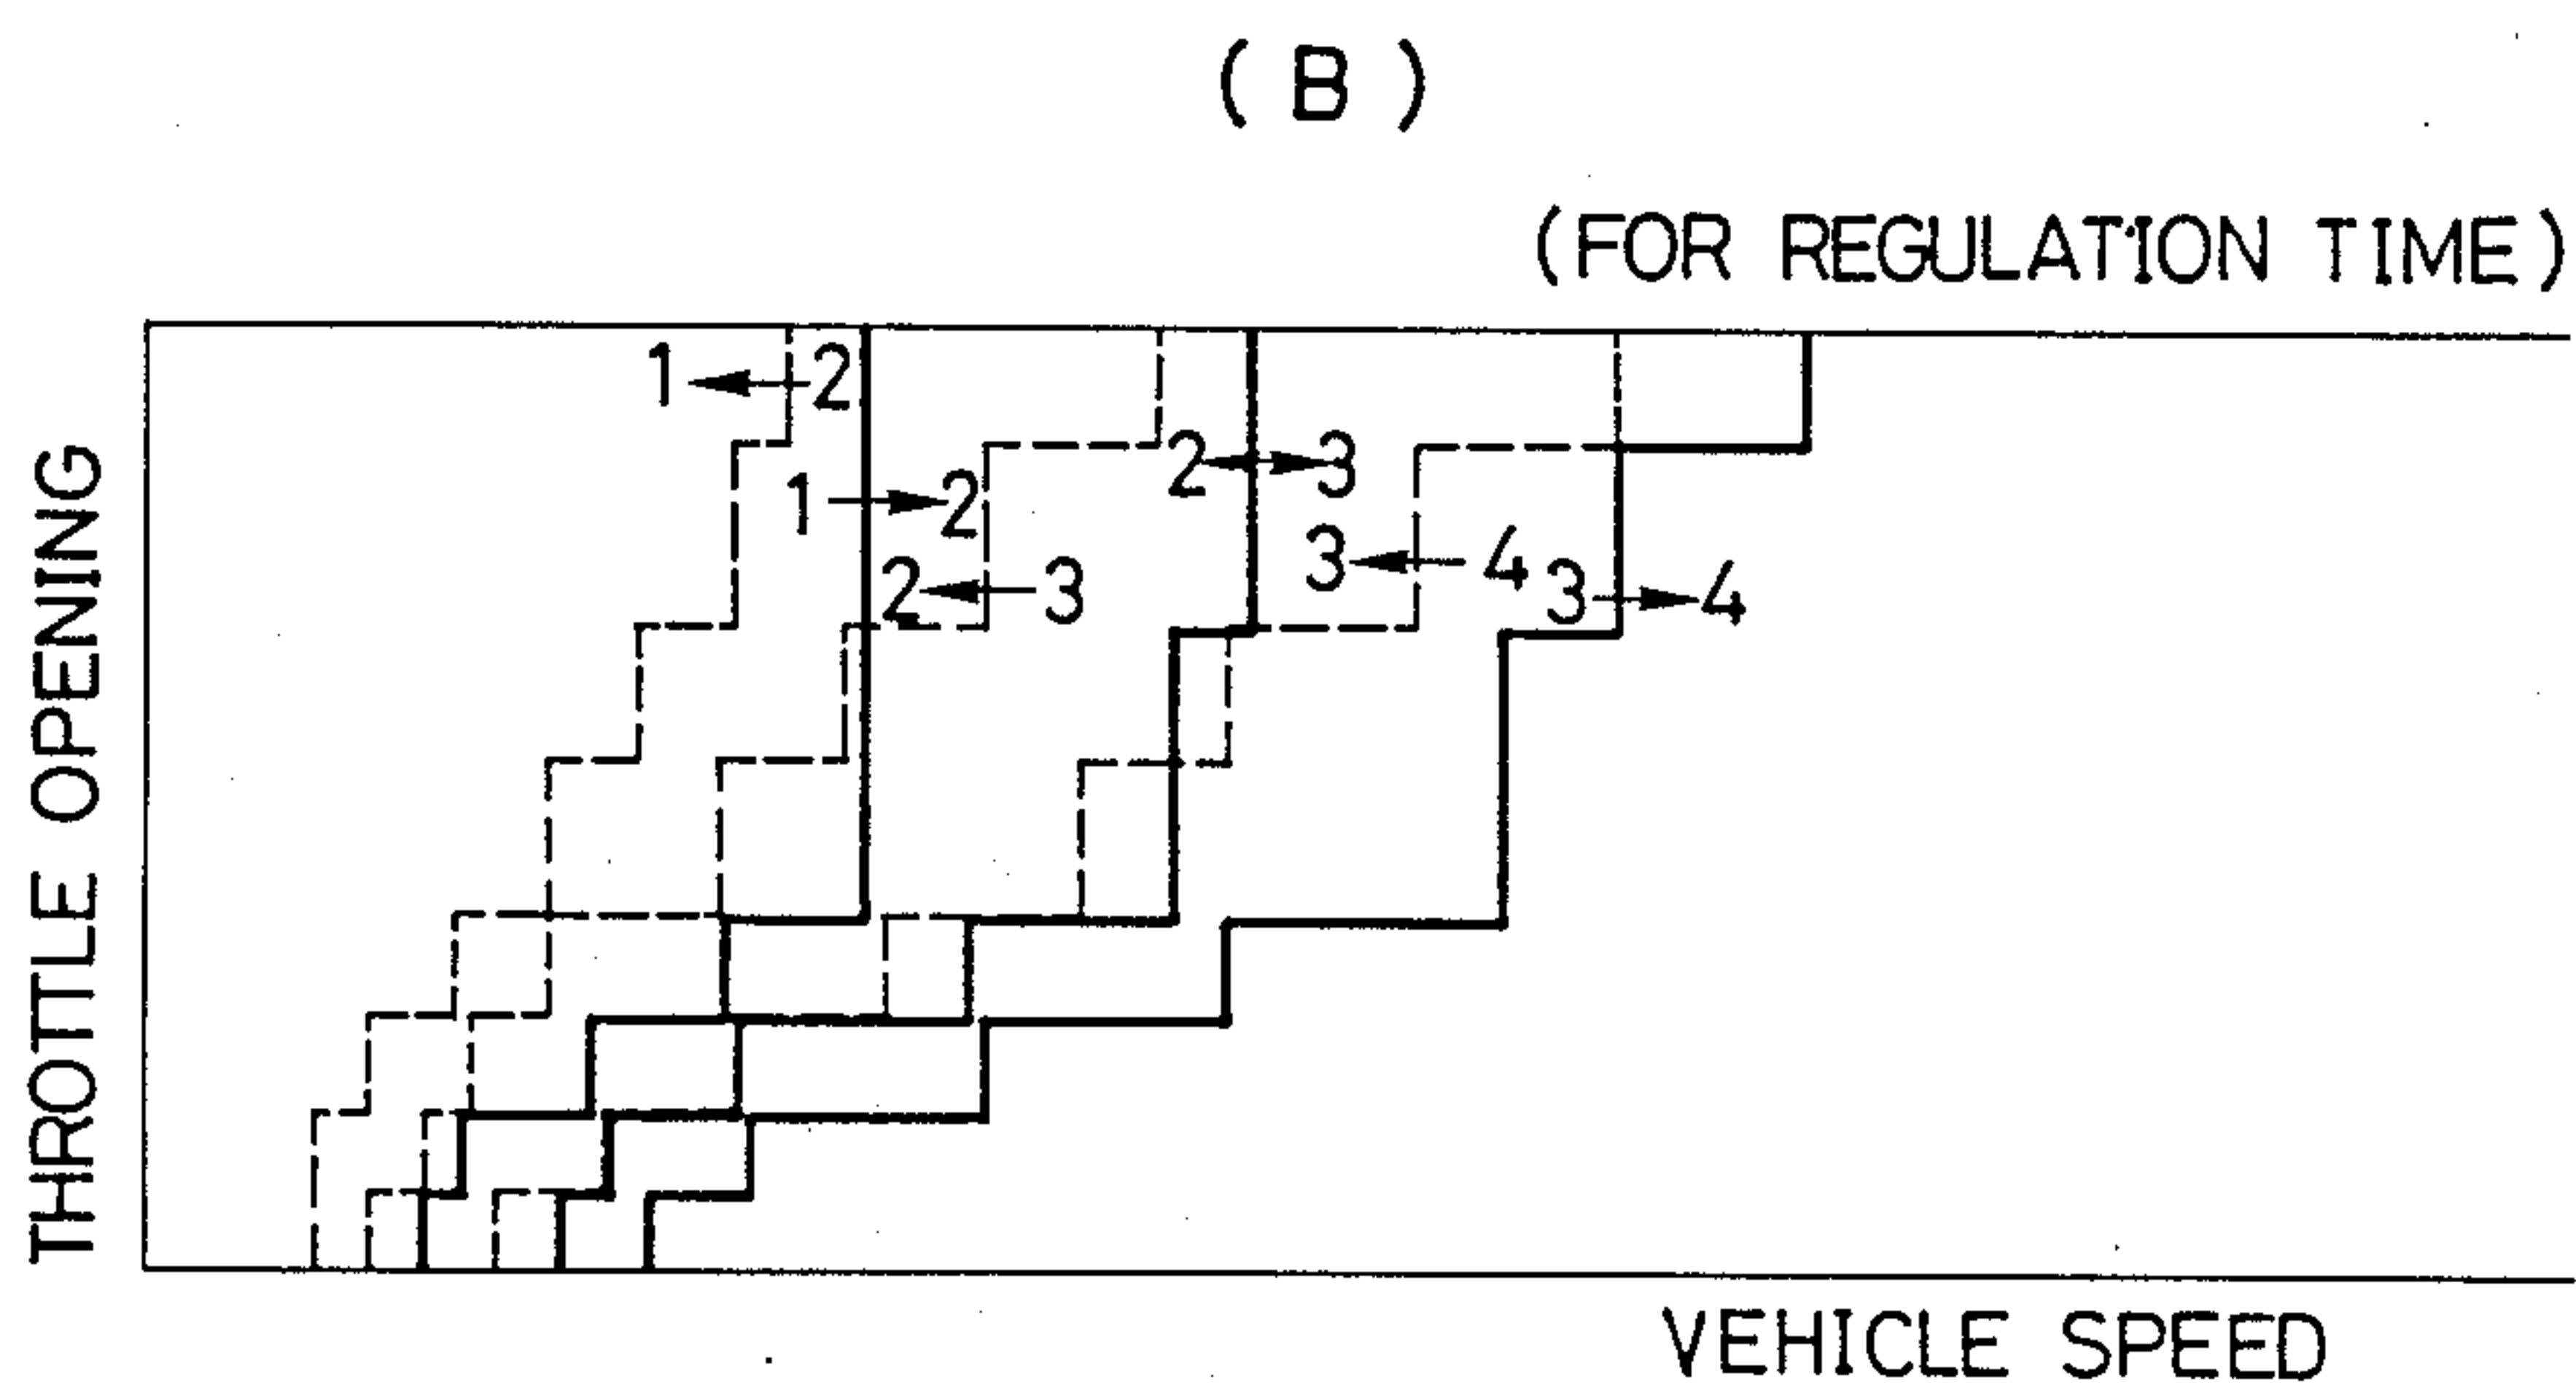 ( B )
(FOR REGULATION TIME)
1 ← 2
2 ↔ 3
1 → 2
3 ← 4
2 ← 3
3 → 4
THROTTLE OPENING
VEHICLE SPEED